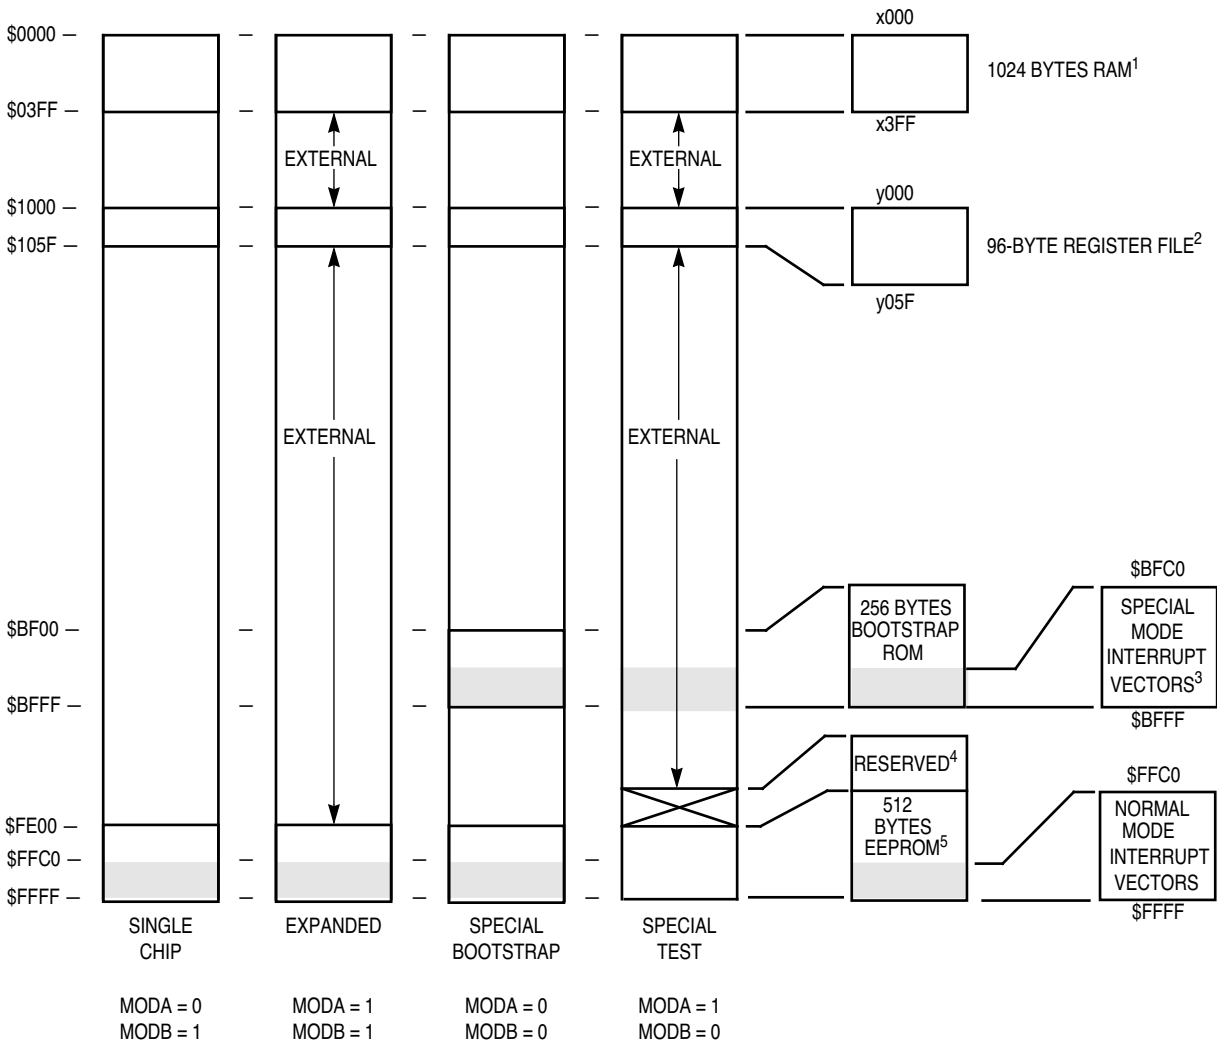 $0000 —
$03FF —
$1000 —
$105F —
$BF00 —
$BFFF —
$FE00 —
$FFC0 —
$FFFF —
EXTERNAL
EXTERNAL
EXTERNAL
EXTERNAL
x000
1024 BYTES RAM¹
x3FF
y000
96-BYTE REGISTER FILE²
y05F
256 BYTES
BOOTSTRAP
ROM
$BFC0
SPECIAL
MODE
INTERRUPT
VECTORS³
$BFFF
RESERVED⁴
512
BYTES
EEPROM⁵
$FFC0
NORMAL
MODE
INTERRUPT
VECTORS
$FFFF
SINGLE
CHIP
MODA = 0
MODB = 1
EXPANDED
MODA = 1
MODB = 1
SPECIAL
BOOTSTRAP
MODA = 0
MODB = 0
SPECIAL
TEST
MODA = 1
MODB = 0